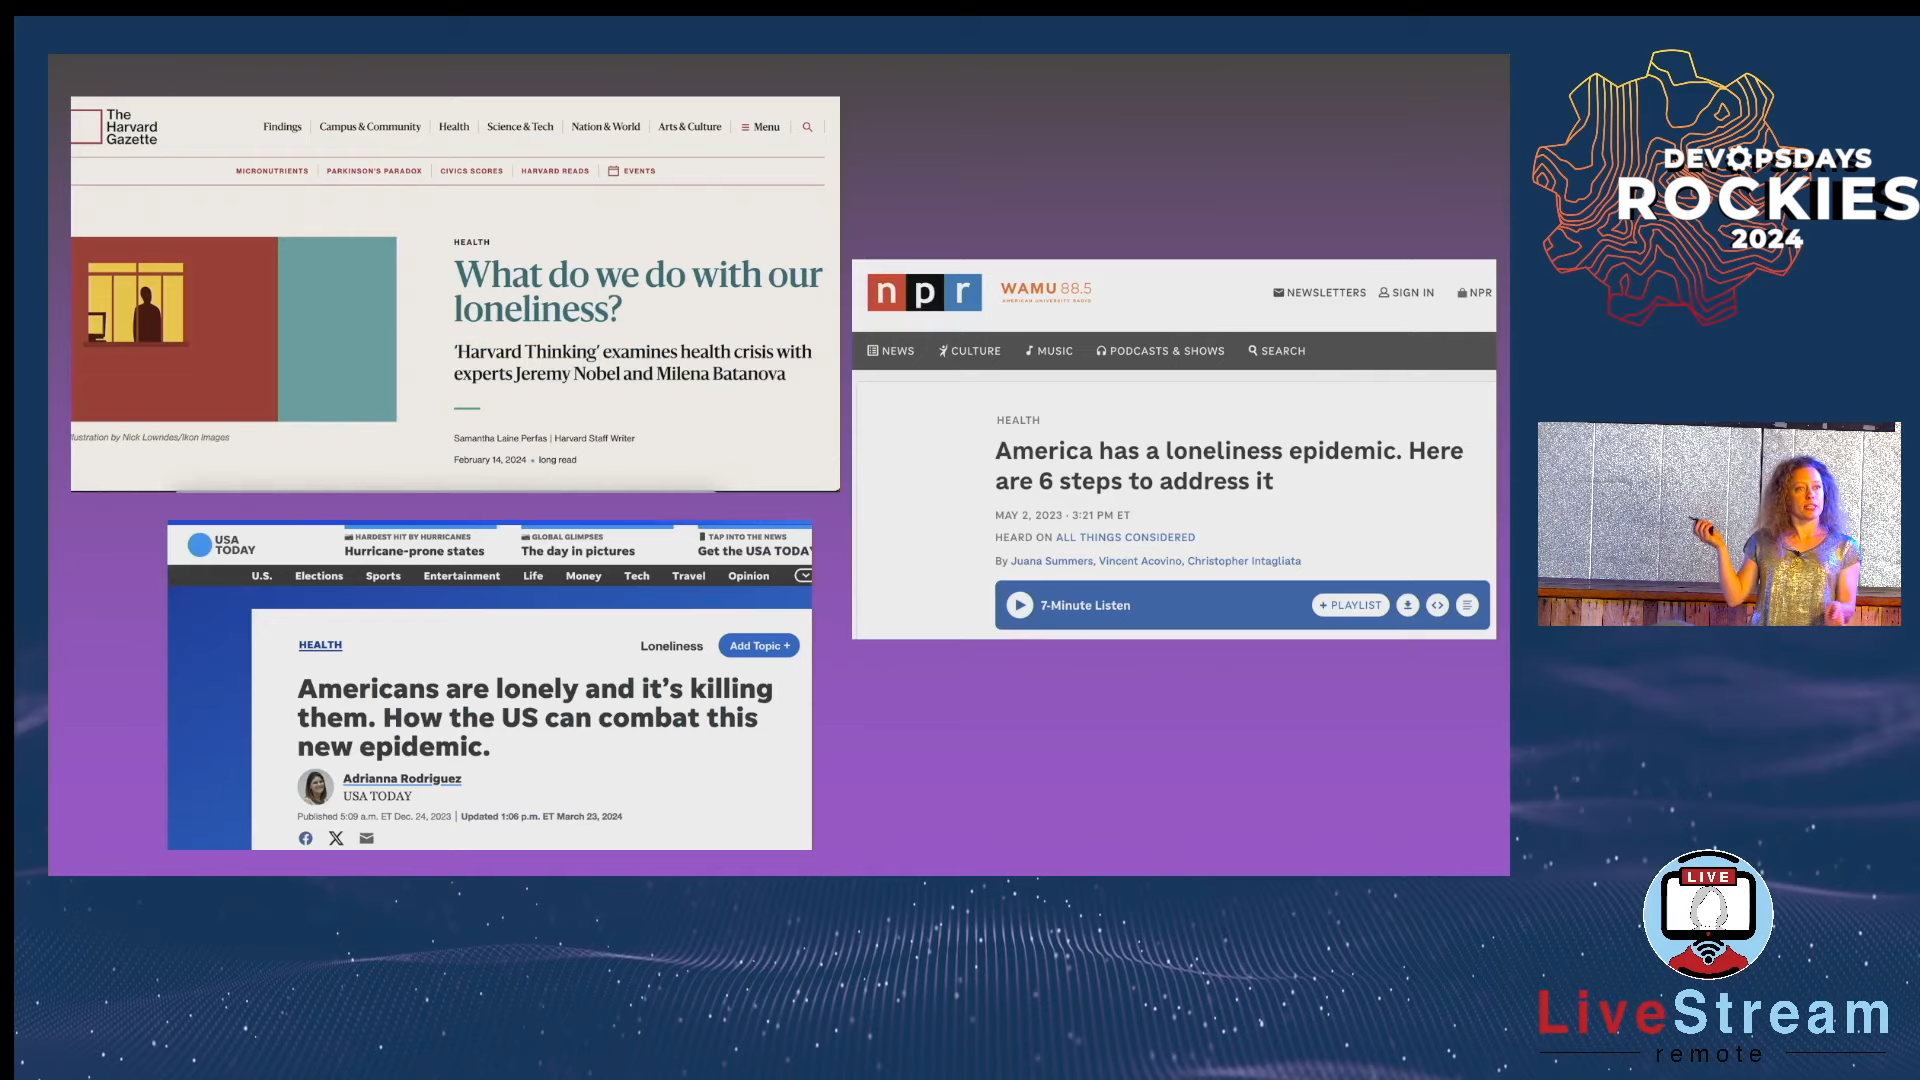 The
Harvard
Gazette
Findings
Campus & Community
Health
Science & Tech
Nation & World
Arts & Culture
Menu
MICRONUTRIENTS
PARKINSON'S PARADOX
CIVICS SCORES
HARVARD READS
EVENTS
HEALTH
What do we do with our
loneliness?
'Harvard Thinking' examines health crisis with
experts Jeremy Nobel and Milena Batanova
Samantha Laine Perfas | Harvard Staff Writer
February 14, 2024 • long read
lustration by Nick Lowndes/Ikon Images
USA
TODAY
HARDEST HIT BY HURRICANES
Hurricane-prone states
GLOBAL GLIMPSES
The day in pictures
TAP INTO THE NEWS
Get the USA TODAY
U.S.
Elections
Sports
Entertainment
Life
Money
Tech
Travel
Opinion
HEALTH
Loneliness
Add Topic +
Americans are lonely and it's killing
them. How the US can combat this
new epidemic.
Adrianna Rodriguez
USA TODAY
Published 5:09 a.m. ET Dec. 24, 2023 | Updated 1:06 p.m. ET March 23, 2024
npr
WAMU 88.5
AMERICAN UNIVERSITY RADIO
NEWSLETTERS
SIGN IN
NPR
NEWS
CULTURE
MUSIC
PODCASTS & SHOWS
SEARCH
HEALTH
America has a loneliness epidemic. Here
are 6 steps to address it
MAY 2, 2023 · 3:21 PM ET
HEARD ON ALL THINGS CONSIDERED
By Juana Summers, Vincent Acovino, Christopher Intagliata
7-Minute Listen
+ PLAYLIST
DEVOPSDAYS
ROCKIES
2024
LIVE
LiveStream
remote